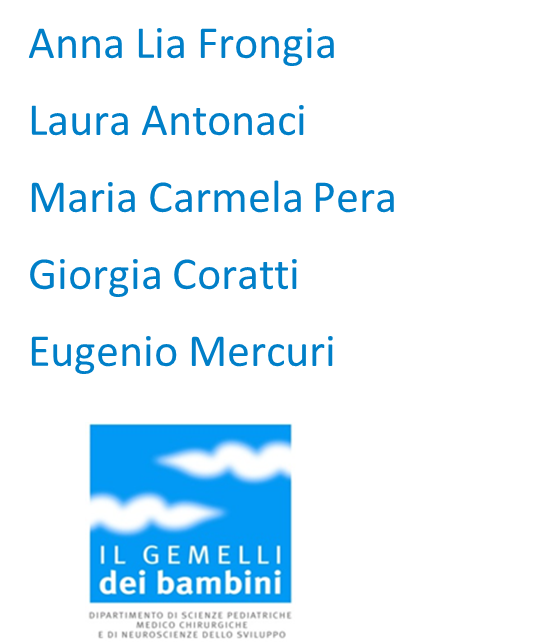 Anna Lia Frongia
Laura Antonaci
Maria Carmela Pera
Giorgia Coratti
Eugenio Mercuri
IL GEMELLI
dei bambini
DIPARTIMENTO DI SCIENZE PEDIATRICHE
MEDICO CHIRURGICHE
E DI NEUROSCIENZE DELLO SVILUPPO